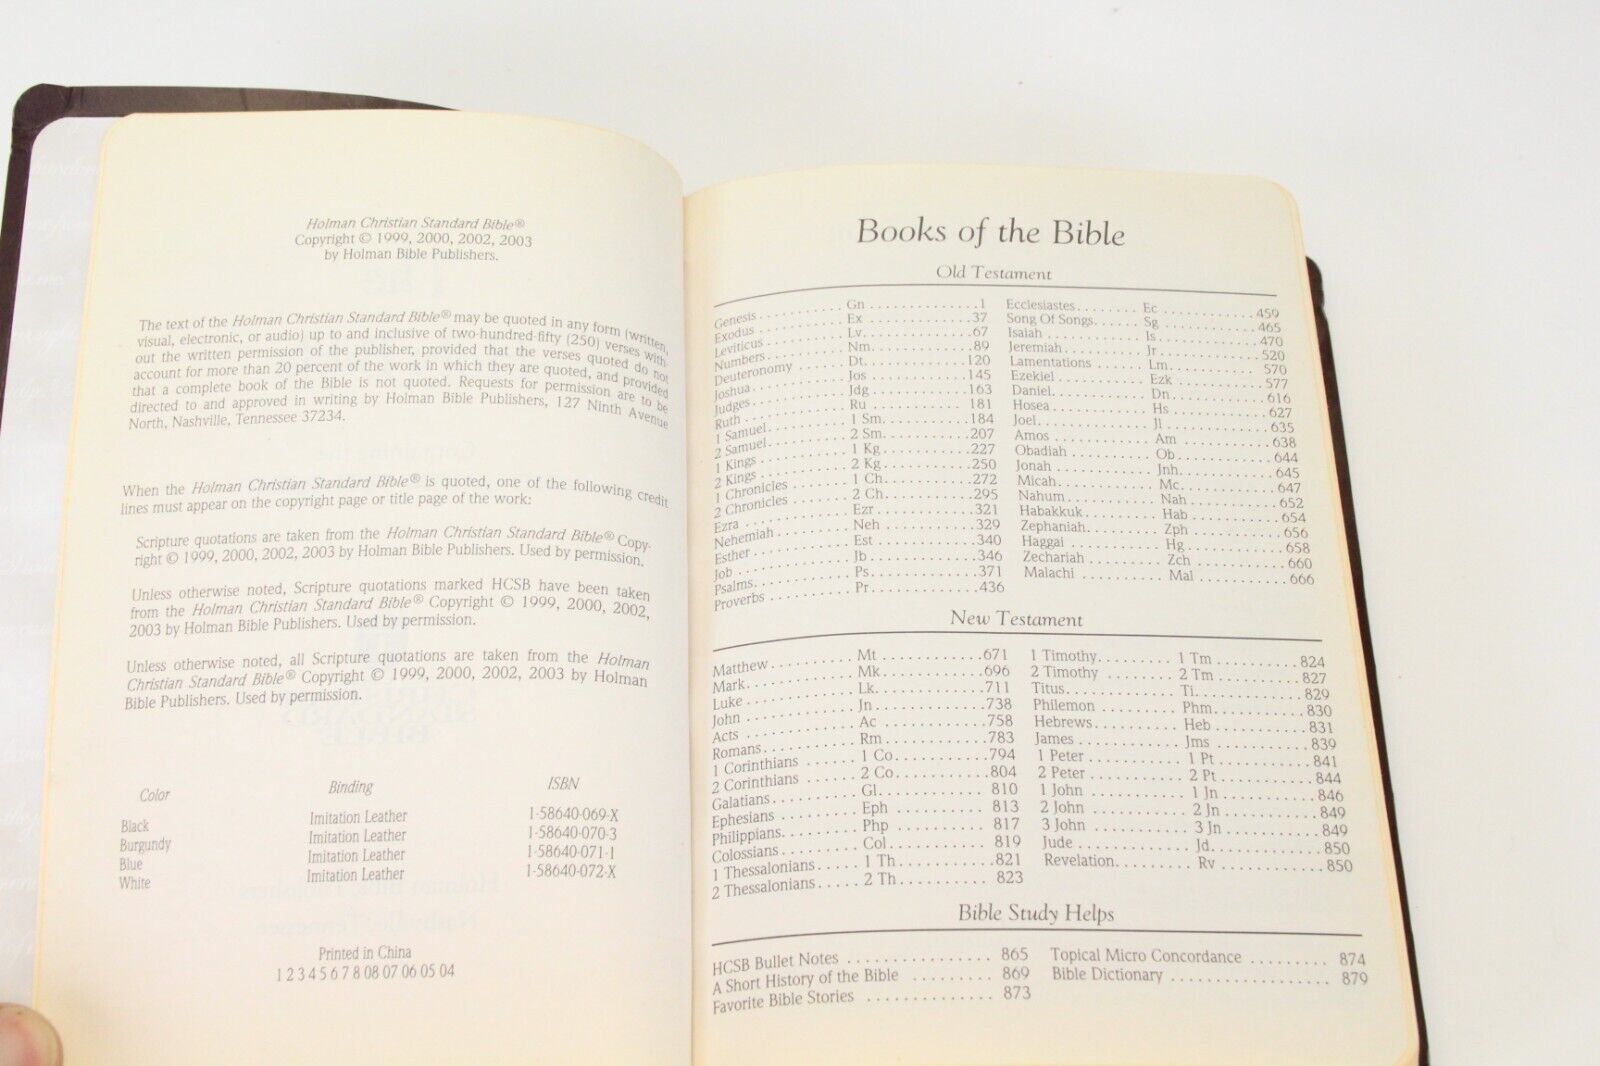 Holman Christian Standard Bible®
Copyright © 1999, 2000, 2002, 2003
by Holman Bible Publishers.
The text of the Holman Christian Standard Bible® may be quoted in any form (written,
visual, electronic, or audio) up to and inclusive of two-hundred-fifty (250) verses with-
out the written permission of the publisher, provided that the verses quoted do not
account for more than 20 percent of the work in which they are quoted, and provided
that a complete book of the Bible is not quoted. Requests for permission are to be
directed to and approved in writing by Holman Bible Publishers, 127 Ninth Avenue
North, Nashville, Tennessee 37234.
When the Holman Christian Standard Bible® is quoted, one of the following credit
lines must appear on the copyright page or title page of the work:
Scripture quotations are taken from the Holman Christian Standard Bible® Copy-
right © 1999, 2000, 2002, 2003 by Holman Bible Publishers. Used by permission.
Unless otherwise noted, Scripture quotations marked HCSB have been taken
from the Holman Christian Standard Bible® Copyright © 1999, 2000, 2002,
2003 by Holman Bible Publishers. Used by permission.
Unless otherwise noted, all Scripture quotations are taken from the Holman
Christian Standard Bible® Copyright © 1999, 2000, 2002, 2003 by Holman
Bible Publishers. Used by permission.
Color Binding ISBN
Black Imitation Leather 1-58640-069-X
Burgundy Imitation Leather 1-58640-070-3
Blue Imitation Leather 1-58640-071-1
White Imitation Leather 1-58640-072-X
Printed in China
1 2 3 4 5 6 7 8 08 07 06 05 04
Books of the Bible
Old Testament
Genesis Gn 1
Exodus Ex 37
Leviticus Lv. 67
Numbers Nm. 89
Deuteronomy Dt. 120
Joshua Jos 145
Judges Jdg 163
Ruth Ru 181
1 Samuel 1 Sm. 184
2 Samuel 2 Sm. 207
1 Kings 1 Kg 227
2 Kings 2 Kg 250
1 Chronicles 1 Ch. 272
2 Chronicles 2 Ch. 295
Ezra Ezr 321
Nehemiah Neh 329
Esther Est 340
Job Jb 346
Psalms Ps. 371
Proverbs Pr. 436
Ecclesiastes Ec 459
Song Of Songs Sg 465
Isaiah Is. 470
Jeremiah Jr 520
Lamentations Lm. 570
Ezekiel Ezk 577
Daniel Dn. 616
Hosea Hs 627
Joel Jl 635
Amos Am 638
Obadiah Ob. 644
Jonah Jnh. 645
Micah Mc. 647
Nahum Nah 652
Habakkuk Hab 654
Zephaniah Zph 656
Haggai Hg. 658
Zechariah Zch 660
Malachi Mal 666
New Testament
Matthew Mt 671
Mark Mk. 696
Luke Lk. 711
John Jn 738
Acts Ac 758
Romans Rm. 783
1 Corinthians 1 Co. 794
2 Corinthians 2 Co. 804
Galatians Gl. 810
Ephesians Eph 813
Philippians Php 817
Colossians Col 819
1 Thessalonians 1 Th. 821
2 Thessalonians 2 Th. 823
1 Timothy 1 Tm 824
2 Timothy 2 Tm 827
Titus Ti. 829
Philemon Phm. 830
Hebrews Heb 831
James Jms 839
1 Peter 1 Pt 841
2 Peter 2 Pt 844
1 John 1 Jn 846
2 John 2 Jn 849
3 John 3 Jn 849
Jude Jd. 850
Revelation Rv 850
Bible Study Helps
HCSB Bullet Notes 865
A Short History of the Bible 869
Favorite Bible Stories 873
Topical Micro Concordance 874
Bible Dictionary 879